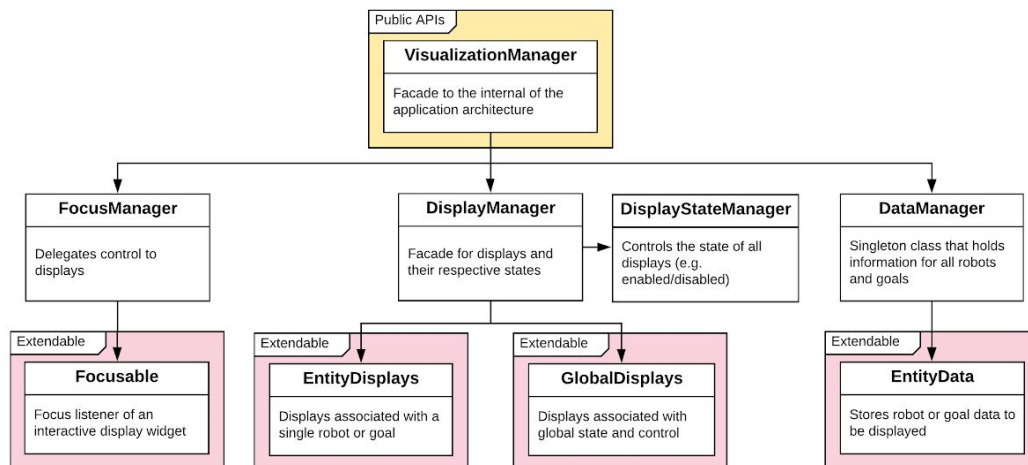 Public APIs
VisualizationManager
Facade to the internal of the
application architecture
FocusManager
Delegates control to
displays
DisplayManager
Facade for displays and
their respective states
DisplayStateManager
Controls the state of all
displays (e.g.
enabled/disabled)
DataManager
Singleton class that holds
information for all robots
and goals
Extendable
Focusable
Focus listener of an
interactive display widget
Extendable
EntityDisplays
Displays associated with a
single robot or goal
Extendable
GlobalDisplays
Displays associated with
global state and control
Extendable
EntityData
Stores robot or goal data to
be displayed